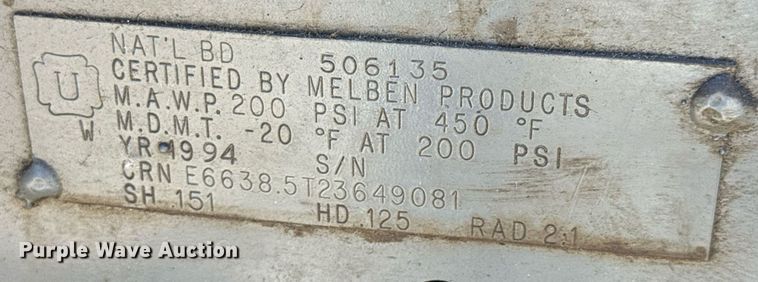 NAT'L BD 506135
U
CERTIFIED BY MELBEN PRODUCTS
M.A.W.P. 200 PSI AT 450 °F
W
M.D.M.T. -20 °F AT 200 PSI
YR 1994 S/N
CRN E6638.5T23649081
SH .151 HD .125 RAD 2:1
Purple Wave Auction